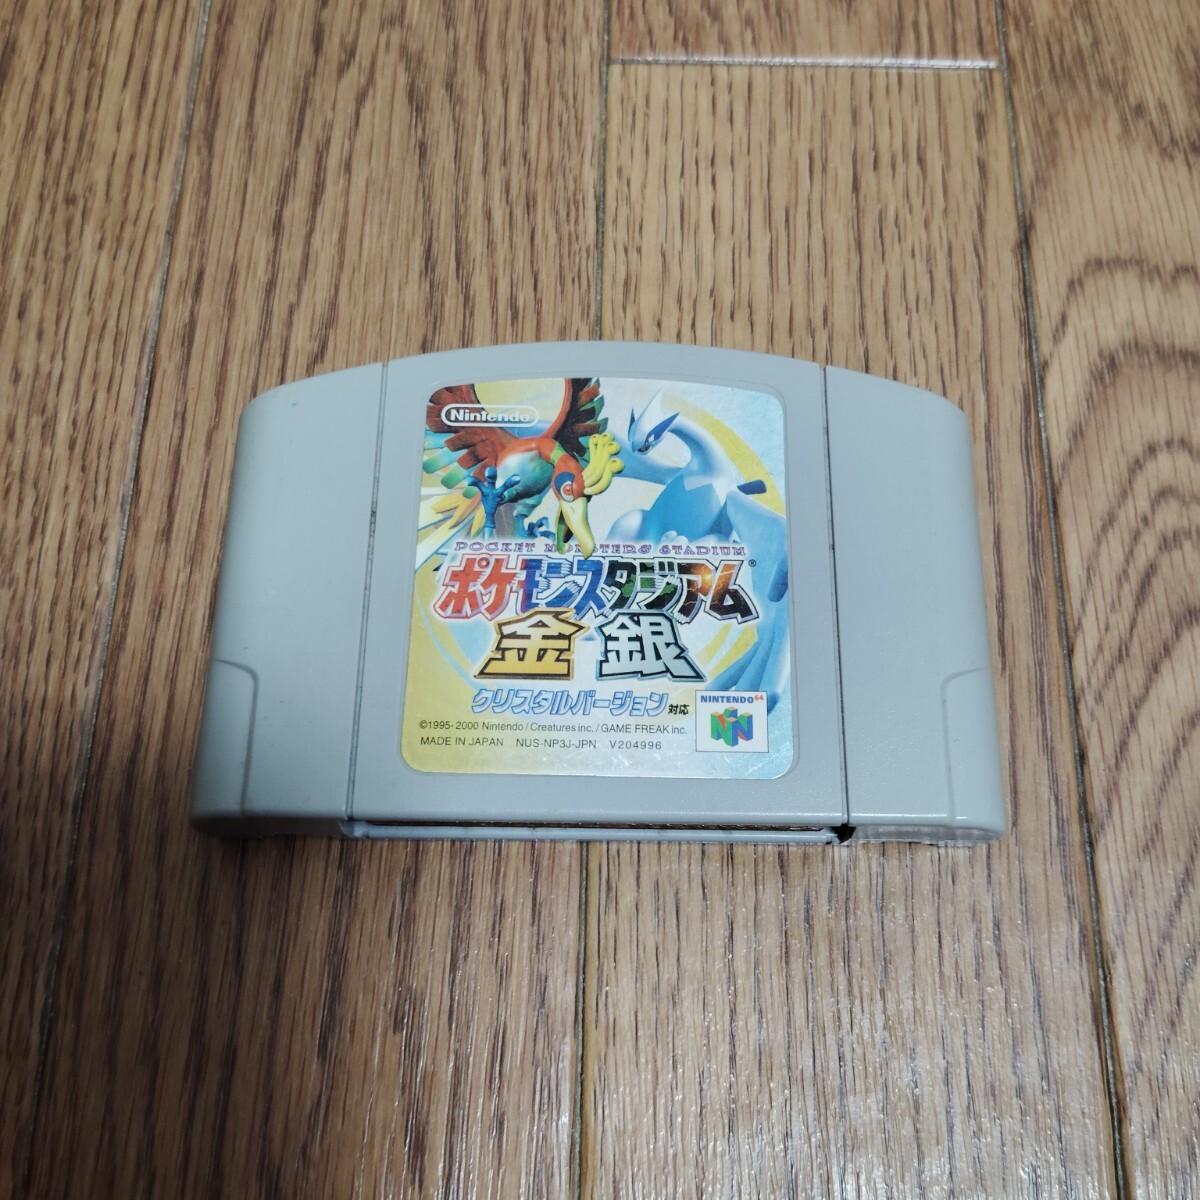 Nintendo
POCKET MONSTERS STADIUM
ポケモンスタジアム®
金 銀
クリスタルバージョン対応
NINTENDO64
©1995-2000 Nintendo/Creatures inc./GAME FREAK inc.
MADE IN JAPAN NUS-NP3J-JPN V204996